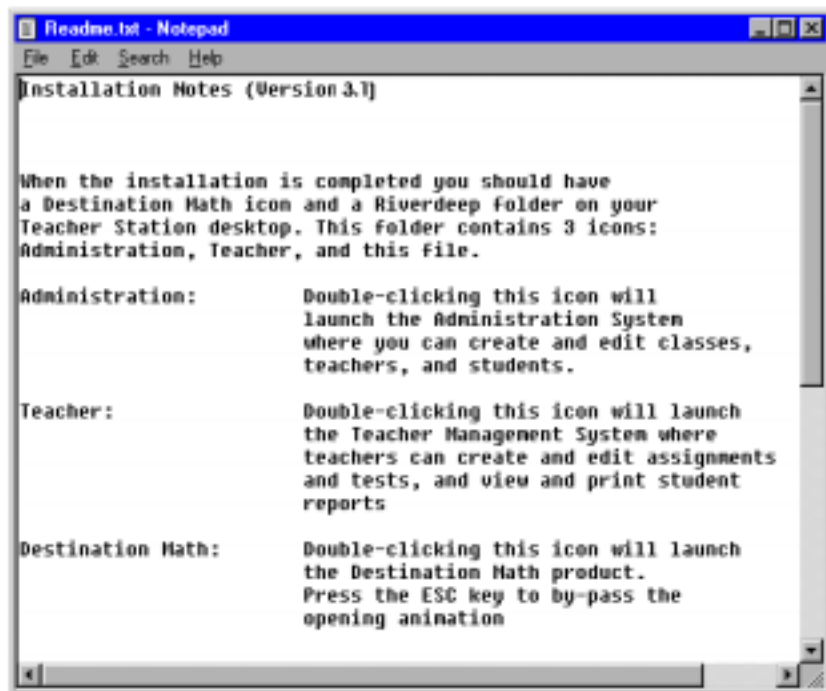 Readme.txt - Notepad
File Edit Search Help
Installation Notes (Version 3.1)
When the installation is completed you should have
a Destination Math icon and a Riverdeep folder on your
Teacher Station desktop. This folder contains 3 icons:
Administration, Teacher, and this file.
Administration: Double-clicking this icon will
launch the Administration System
where you can create and edit classes,
teachers, and students.
Teacher: Double-clicking this icon will launch
the Teacher Management System where
teachers can create and edit assignments
and tests, and view and print student
reports
Destination Math: Double-clicking this icon will launch
the Destination Math product.
Press the ESC key to by-pass the
opening animation